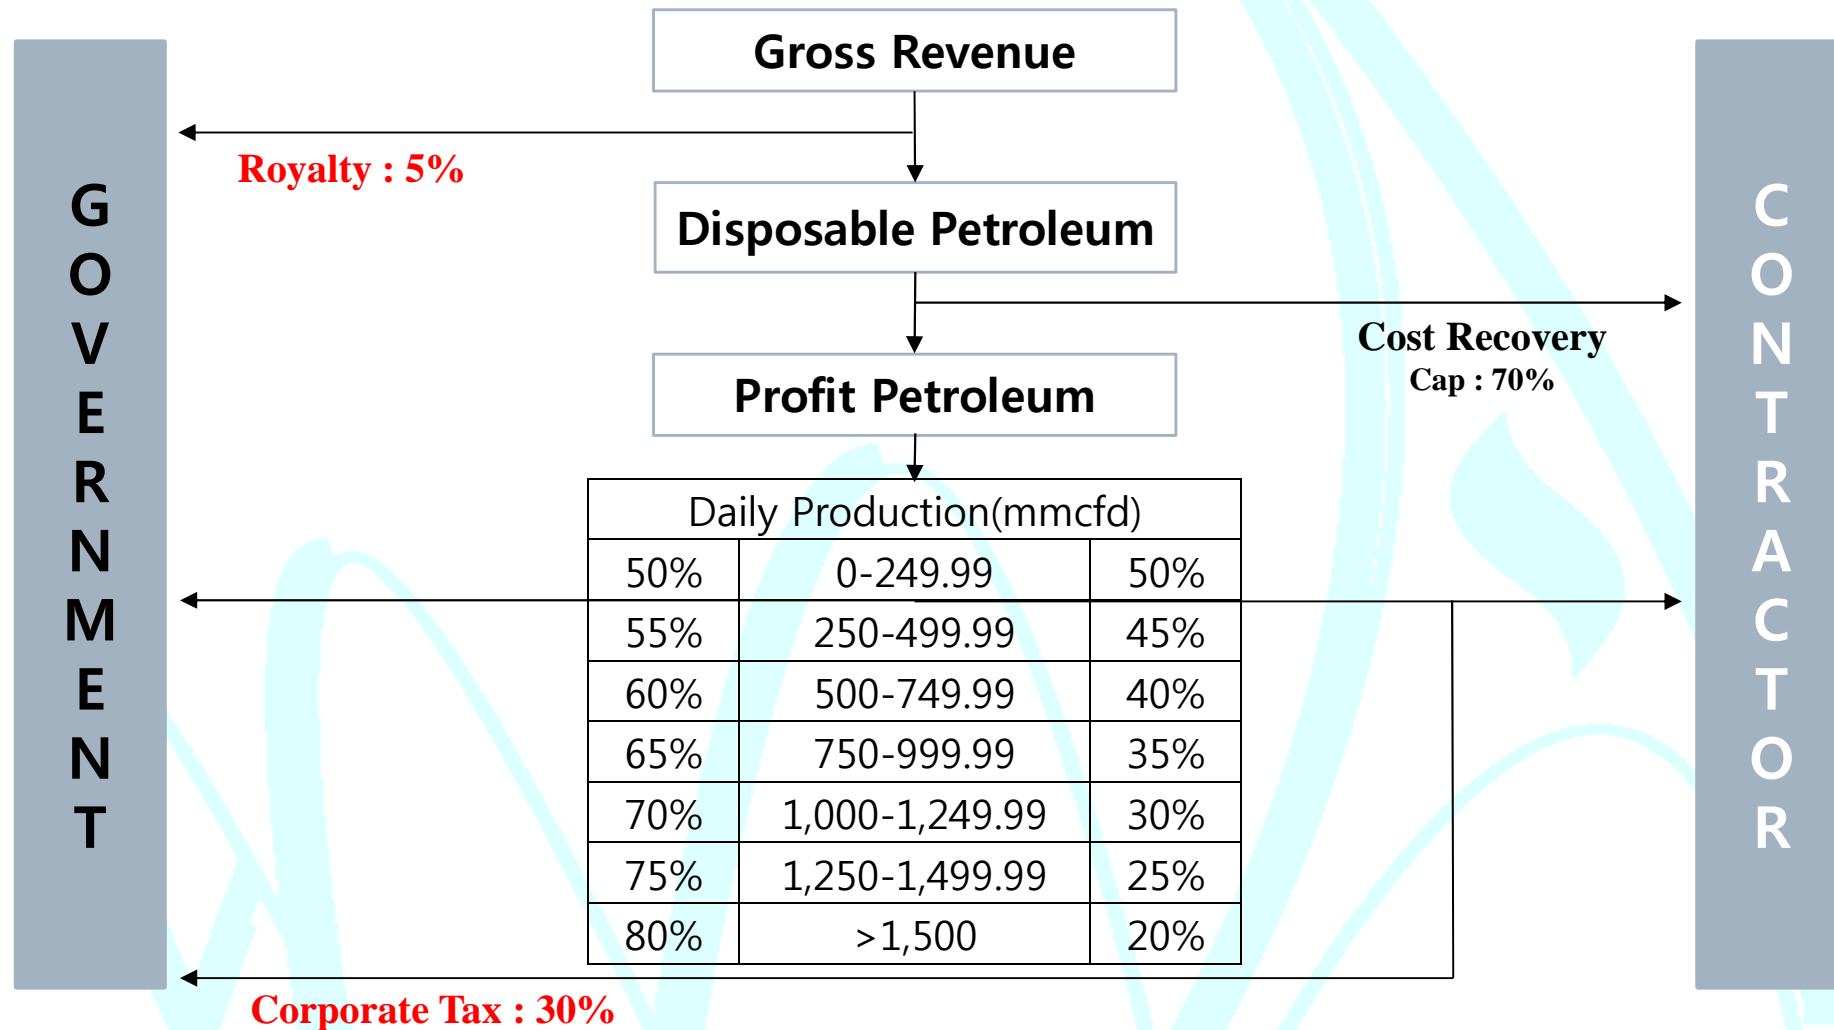 Gross Revenue
Royalty : 5%
Disposable Petroleum
Cost Recovery
Cap : 70%
Profit Petroleum
Daily Production(mmcfd)
50% 0-249.99 50%
55% 250-499.99 45%
60% 500-749.99 40%
65% 750-999.99 35%
70% 1,000-1,249.99 30%
75% 1,250-1,499.99 25%
80% >1,500 20%
Corporate Tax : 30%
GOVERNMENT
CONTRACTOR